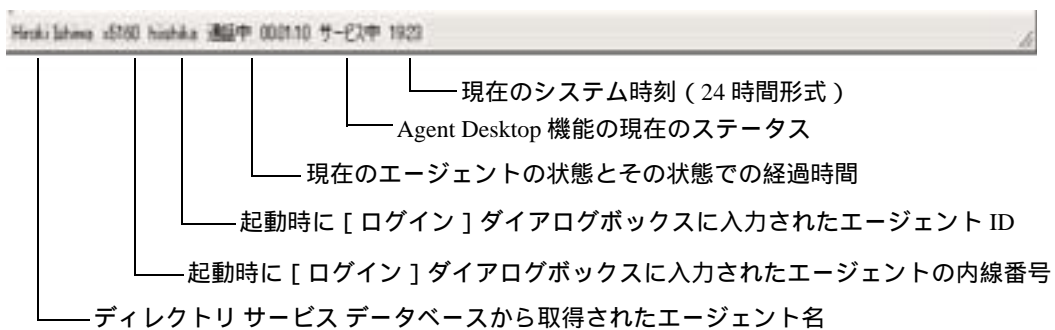 Hiroki Ishiwa x5160 hishika 通話中 00:01:10 サービス中 19:23
現在のシステム時刻（24 時間形式）
Agent Desktop 機能の現在のステータス
現在のエージェントの状態とその状態での経過時間
起動時に［ログイン］ダイアログボックスに入力されたエージェント ID
起動時に［ログイン］ダイアログボックスに入力されたエージェントの内線番号
ディレクトリ サービス データベースから取得されたエージェント名